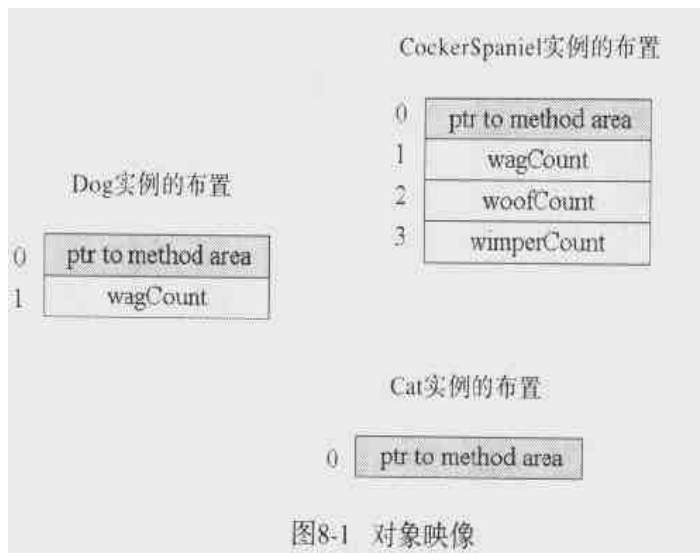 CockerSpaniel实例的布置
0 ptr to method area
1 wagCount
2 woofCount
3 wimperCount
Dog实例的布置
0 ptr to method area
1 wagCount
Cat实例的布置
0 ptr to method area
图8-1 对象映像